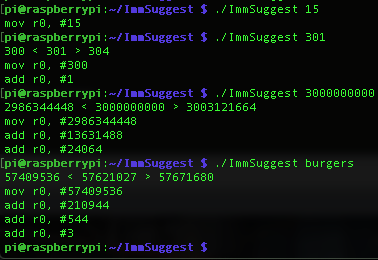 [pi@raspberrypi:~/ImmSuggest $ ./ImmSuggest 15
mov r0, #15
[pi@raspberrypi:~/ImmSuggest $ ./ImmSuggest 301
300 < 301 > 304
mov r0, #300
add r0, #1
[pi@raspberrypi:~/ImmSuggest $ ./ImmSuggest 3000000000
2986344448 < 3000000000 > 3003121664
mov r0, #2986344448
add r0, #13631488
add r0, #24064
[pi@raspberrypi:~/ImmSuggest $ ./ImmSuggest burgers
57409536 < 57621027 > 57671680
mov r0, #57409536
add r0, #210944
add r0, #544
add r0, #3
pi@raspberrypi:~/ImmSuggest $